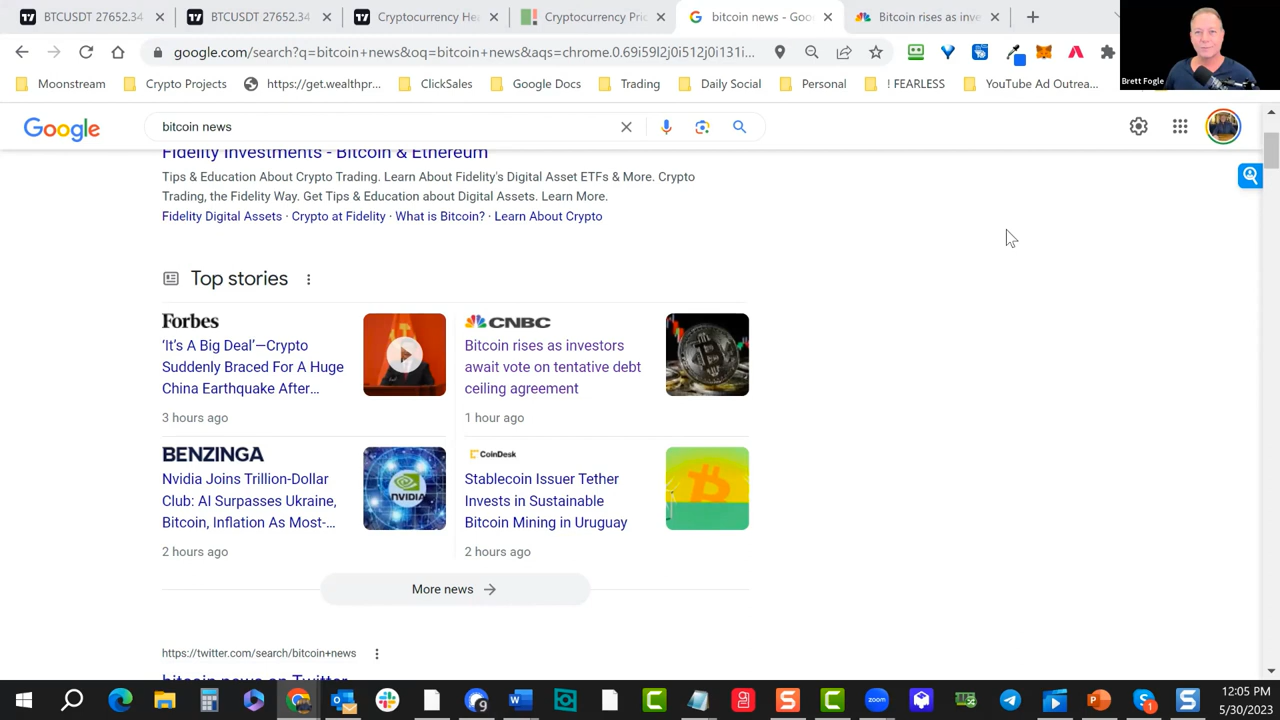 BTCUSDT 27652.34
BTCUSDT 27652.34
Cryptocurrency He
Cryptocurrency Pri
bitcoin news - Goo
Bitcoin rises as inve
google.com/search?q=bitcoin+news&oq=bitcoin+news&aqs=chrome.0.69i59l2j0i512j0i131i...
Brett Fogle
Moonstream
Crypto Projects
https://get.wealthpr...
ClickSales
Google Docs
Trading
Daily Social
Personal
! FEARLESS
YouTube Ad Outrea...
Google
bitcoin news
Fidelity Investments - Bitcoin & Ethereum
Tips & Education About Crypto Trading. Learn About Fidelity's Digital Asset ETFs & More. Crypto
Trading, the Fidelity Way. Get Tips & Education about Digital Assets. Learn More.
Fidelity Digital Assets · Crypto at Fidelity · What is Bitcoin? · Learn About Crypto
Top stories
Forbes
‘It’s A Big Deal’—Crypto
Suddenly Braced For A Huge
China Earthquake After...
3 hours ago
CNBC
Bitcoin rises as investors
await vote on tentative debt
ceiling agreement
1 hour ago
BENZINGA
Nvidia Joins Trillion-Dollar
Club: AI Surpasses Ukraine,
Bitcoin, Inflation As Most-...
2 hours ago
NVIDIA
CoinDesk
Stablecoin Issuer Tether
Invests in Sustainable
Bitcoin Mining in Uruguay
2 hours ago
More news
https://twitter.com/search/bitcoin+news
bitcoin news on Twitter
12:05 PM
5/30/2023